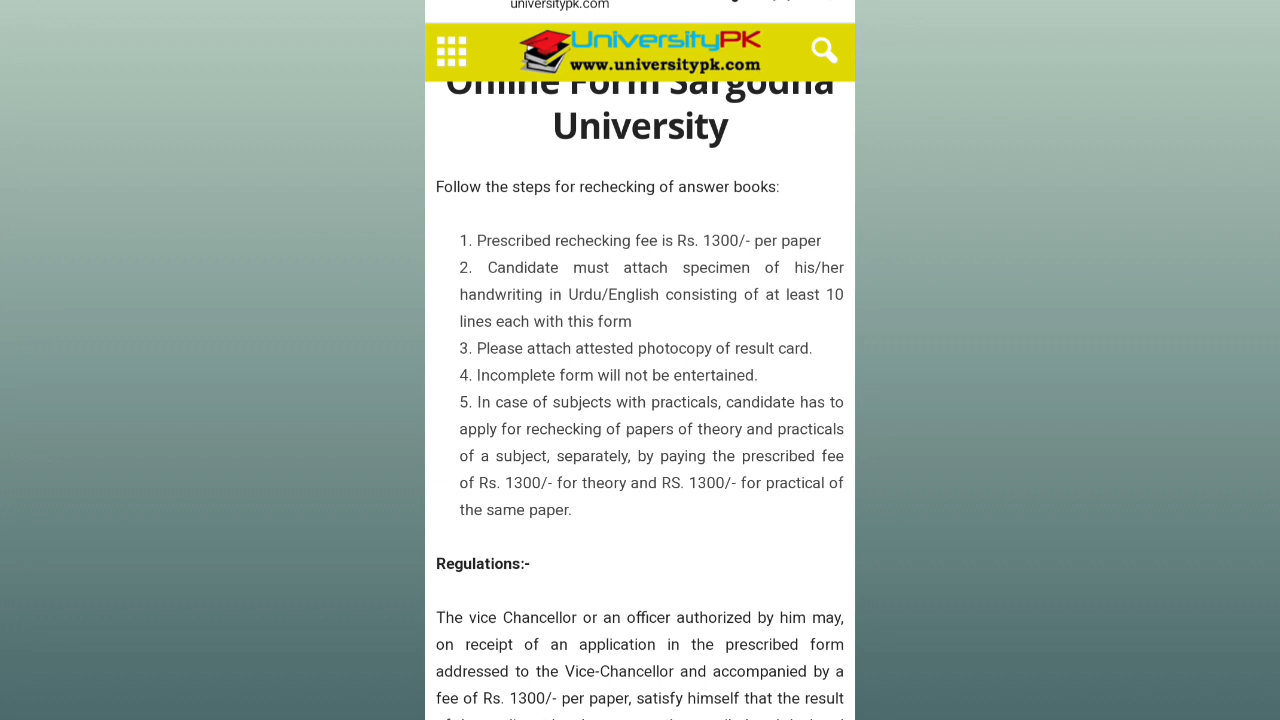 universitypk.com
UniversityPK
www.universitypk.com
Online Form Sargodha
University
Follow the steps for rechecking of answer books:
1. Prescribed rechecking fee is Rs. 1300/- per paper
2. Candidate must attach specimen of his/her
handwriting in Urdu/English consisting of at least 10
lines each with this form
3. Please attach attested photocopy of result card.
4. Incomplete form will not be entertained.
5. In case of subjects with practicals, candidate has to
apply for rechecking of papers of theory and practicals
of a subject, separately, by paying the prescribed fee
of Rs. 1300/- for theory and RS. 1300/- for practical of
the same paper.
Regulations:-
The vice Chancellor or an officer authorized by him may,
on receipt of an application in the prescribed form
addressed to the Vice-Chancellor and accompanied by a
fee of Rs. 1300/- per paper, satisfy himself that the result